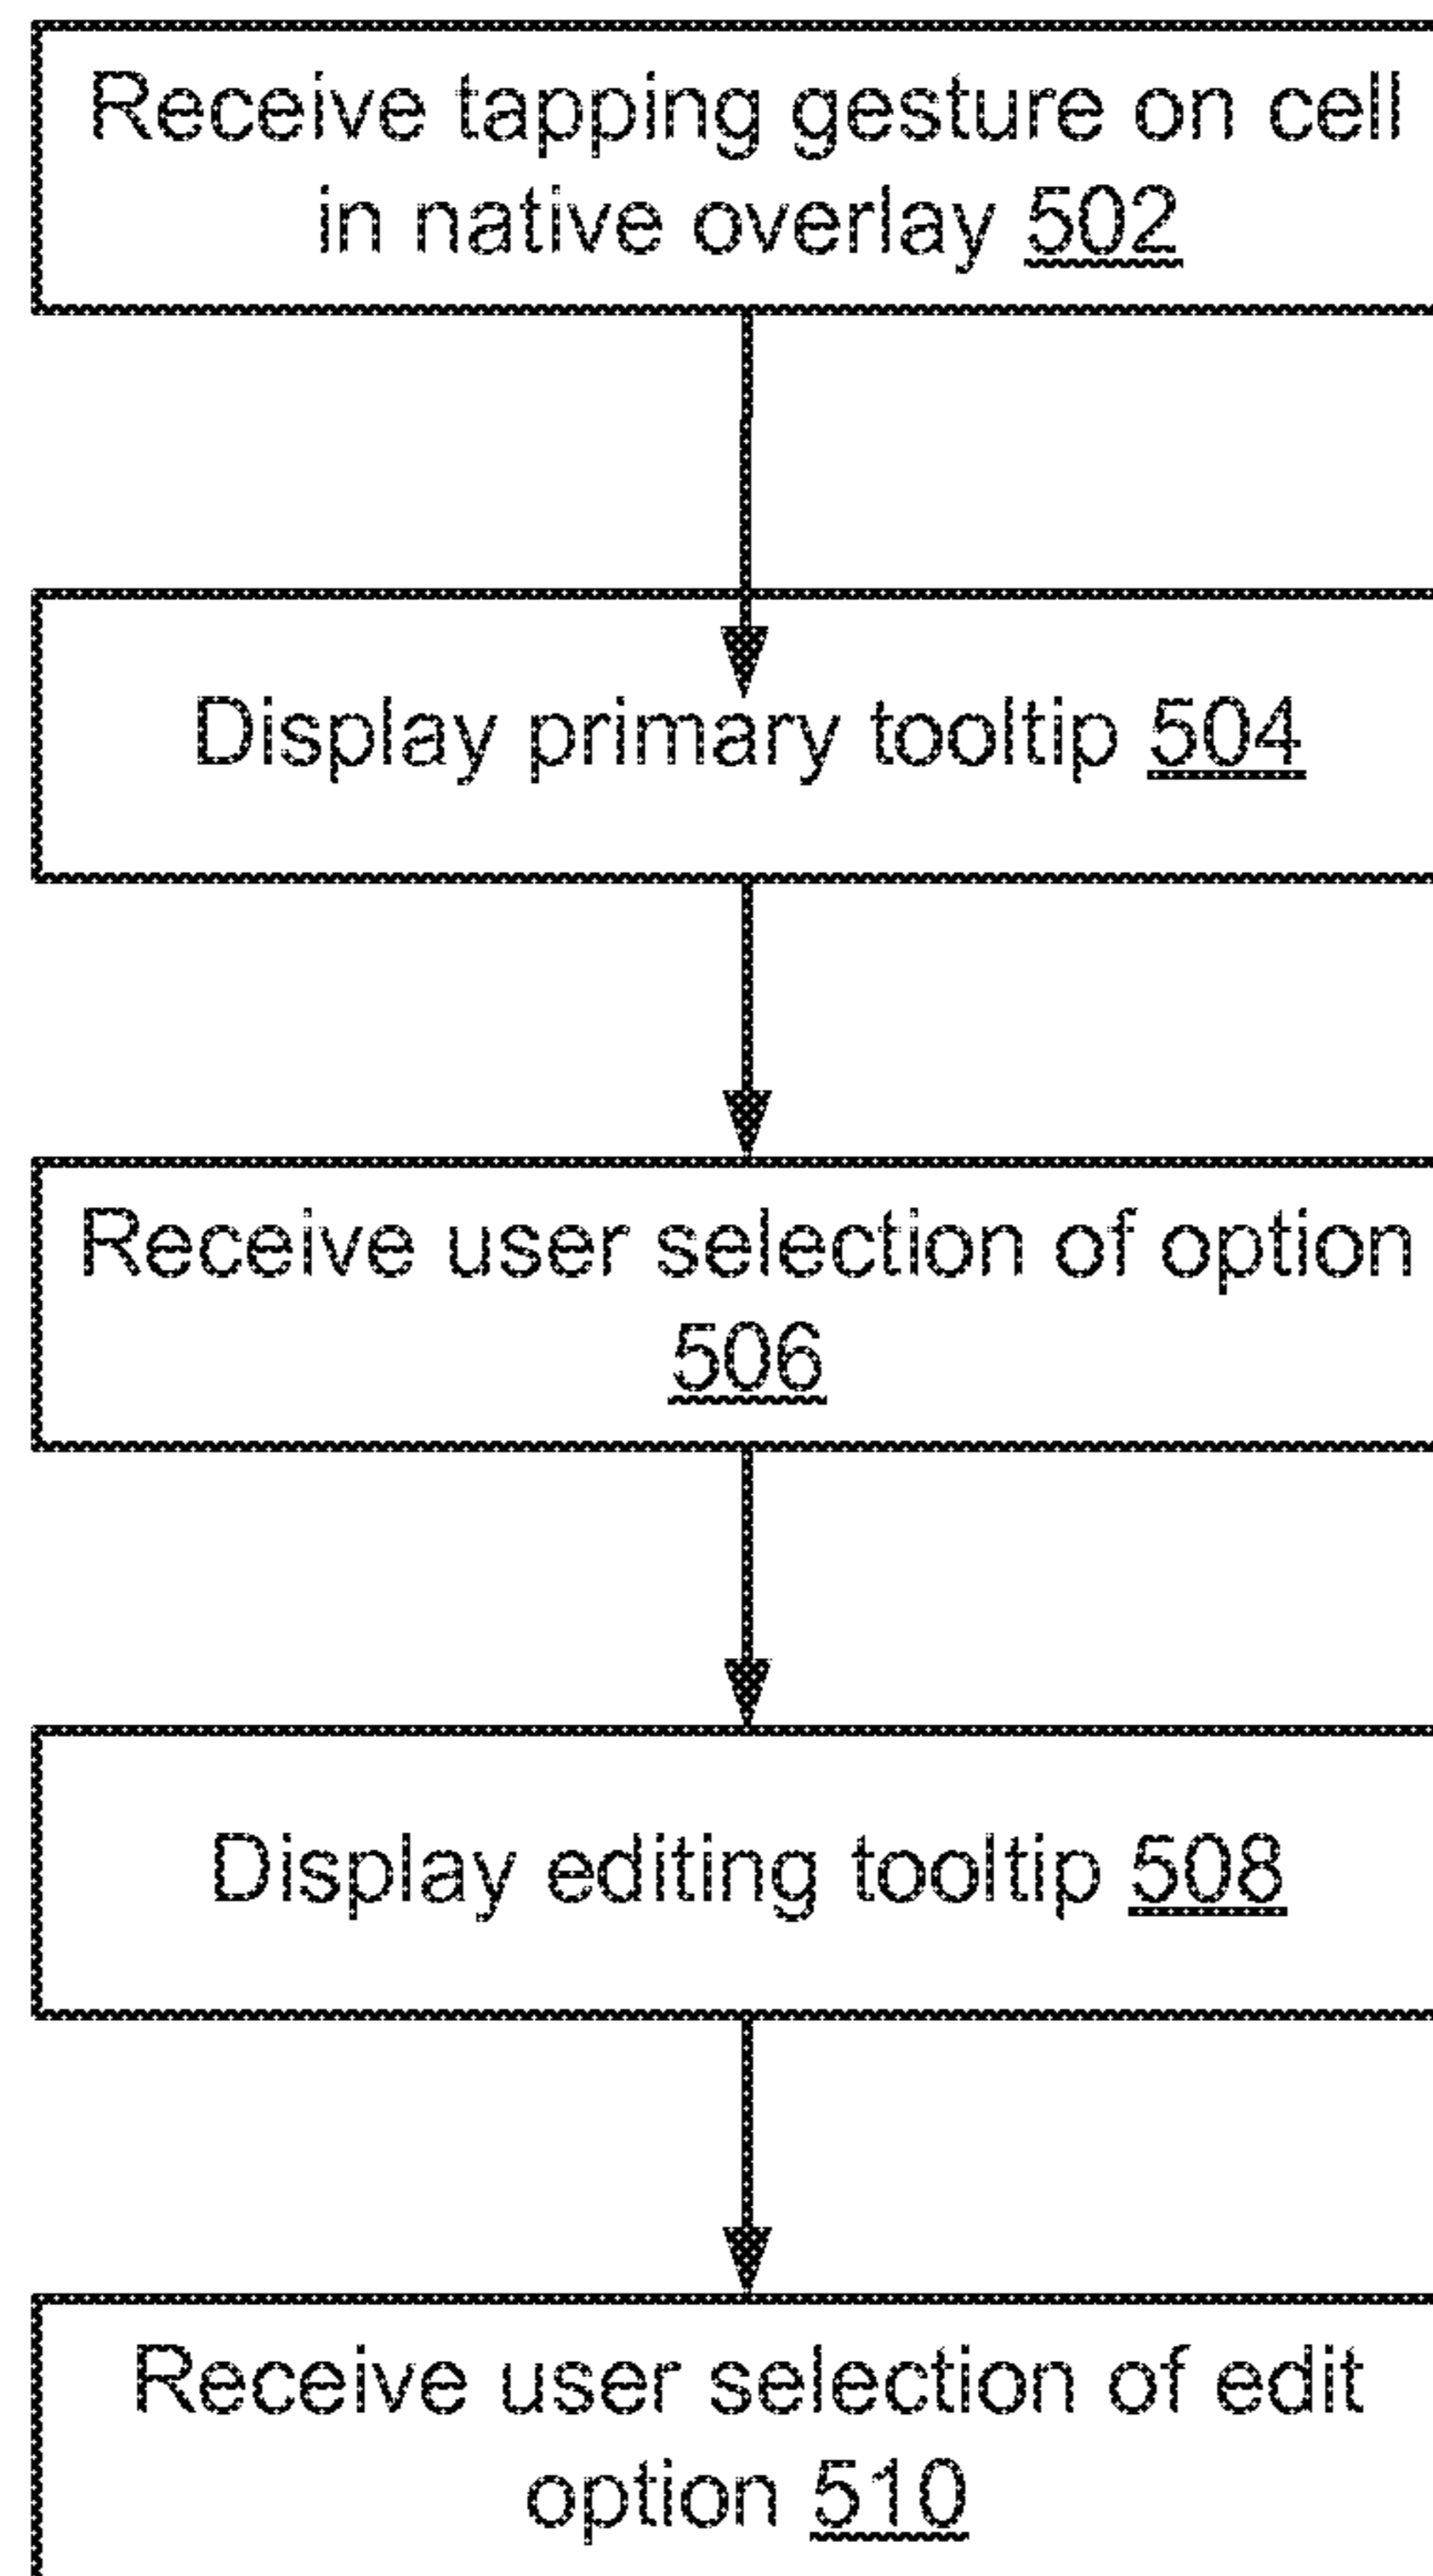 Receive tapping gesture on cell
in native overlay 502
Display primary tooltip 504
Receive user selection of option
506
Display editing tooltip 508
Receive user selection of edit
option 510